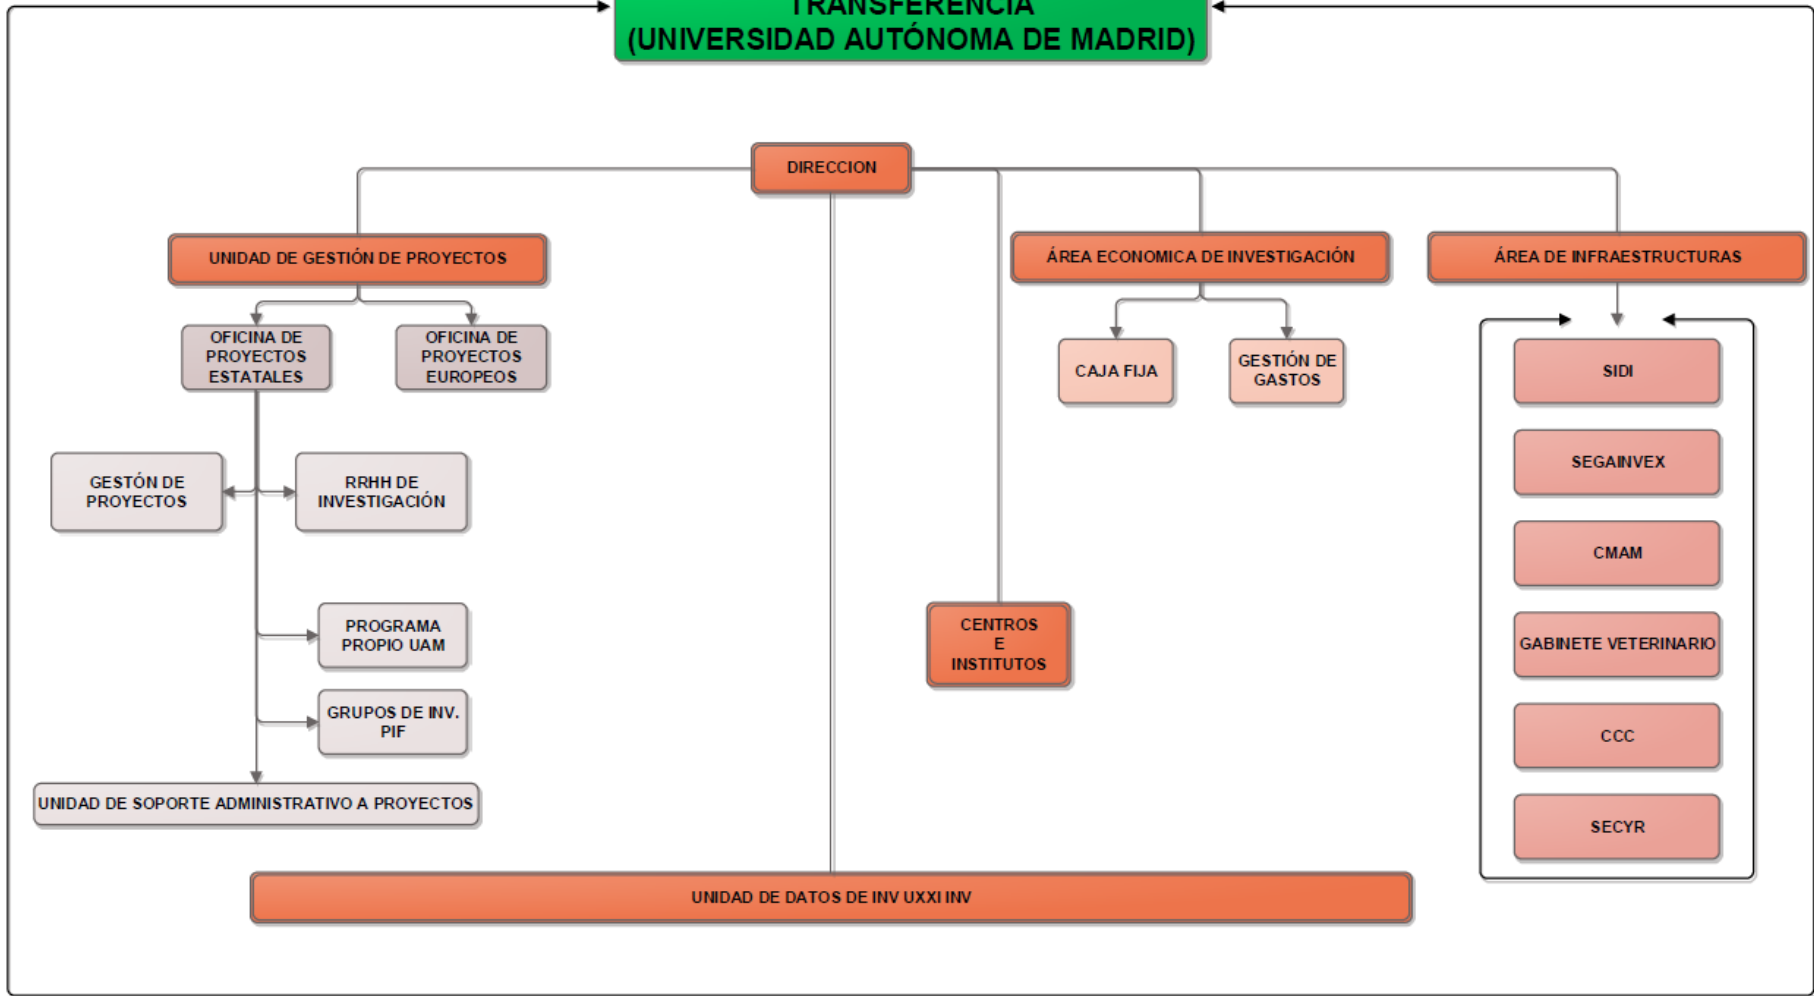 TRANSFERENCIA
(UNIVERSIDAD AUTÓNOMA DE MADRID)
DIRECCION
UNIDAD DE GESTIÓN DE PROYECTOS
ÁREA ECONOMICA DE INVESTIGACIÓN
ÁREA DE INFRAESTRUCTURAS
OFICINA DE
PROYECTOS
ESTATALES
OFICINA DE
PROYECTOS
EUROPEOS
CAJA FIJA
GESTIÓN DE
GASTOS
SIDI
SEGAINVEX
GESTÓN DE
PROYECTOS
RRHH DE
INVESTIGACIÓN
CMAM
PROGRAMA
PROPIO UAM
CENTROS
E
INSTITUTOS
GABINETE VETERINARIO
GRUPOS DE INV.
PIF
CCC
UNIDAD DE SOPORTE ADMINISTRATIVO A PROYECTOS
SECYR
UNIDAD DE DATOS DE INV UXXI INV